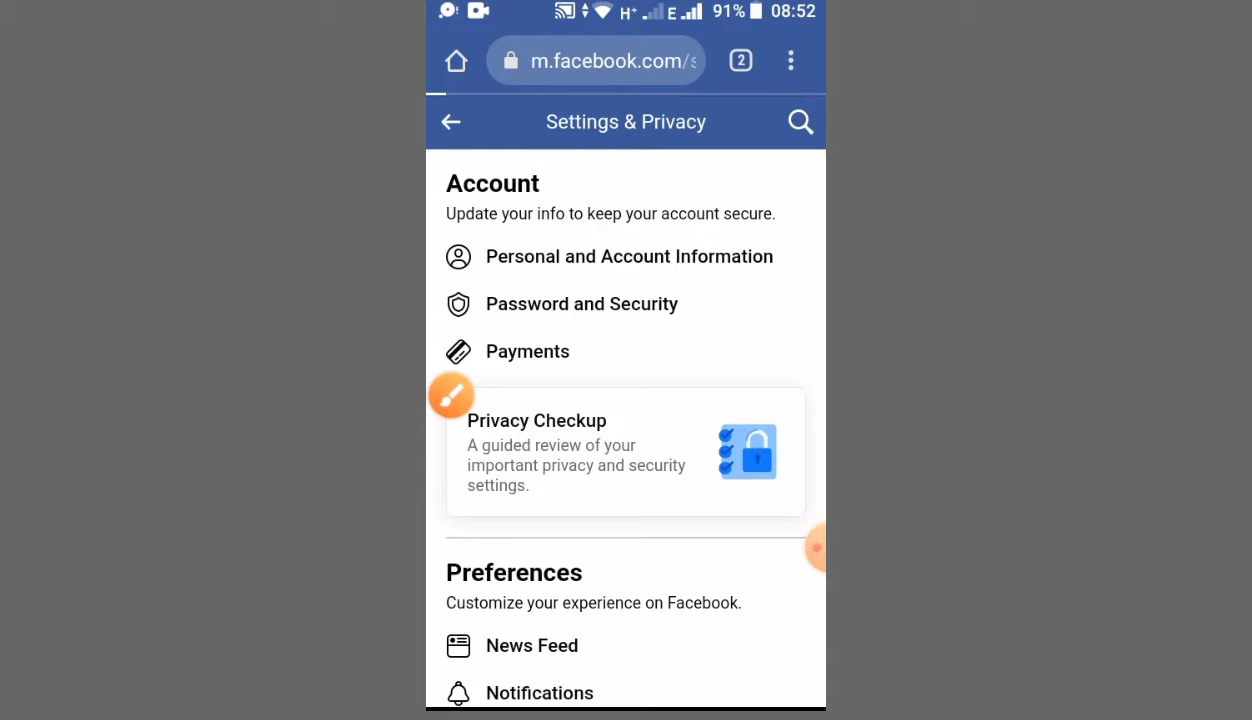 H+ E 91% 08:52
m.facebook.com/s 2
Settings & Privacy
Account
Update your info to keep your account secure.
Personal and Account Information
Password and Security
Payments
Privacy Checkup
A guided review of your
important privacy and security
settings.
Preferences
Customize your experience on Facebook.
News Feed
Notifications